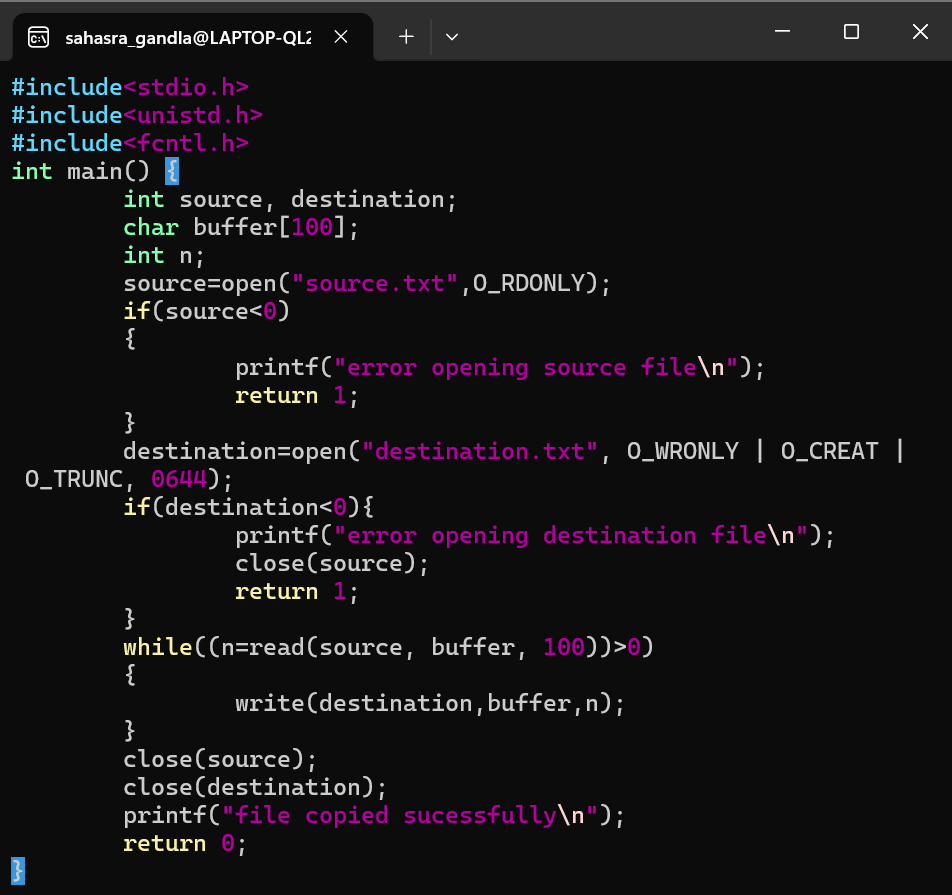 sahasra_gandla@LAPTOP-QL2
#include<stdio.h>
#include<unistd.h>
#include<fcntl.h>
int main() {
        int source, destination;
        char buffer[100];
        int n;
        source=open("source.txt",O_RDONLY);
        if(source<0)
        {
                printf("error opening source file\n");
                return 1;
        }
        destination=open("destination.txt", O_WRONLY | O_CREAT |
 O_TRUNC, 0644);
        if(destination<0){
                printf("error opening destination file\n");
                close(source);
                return 1;
        }
        while((n=read(source, buffer, 100))>0)
        {
                write(destination,buffer,n);
        }
        close(source);
        close(destination);
        printf("file copied sucessfully\n");
        return 0;
}